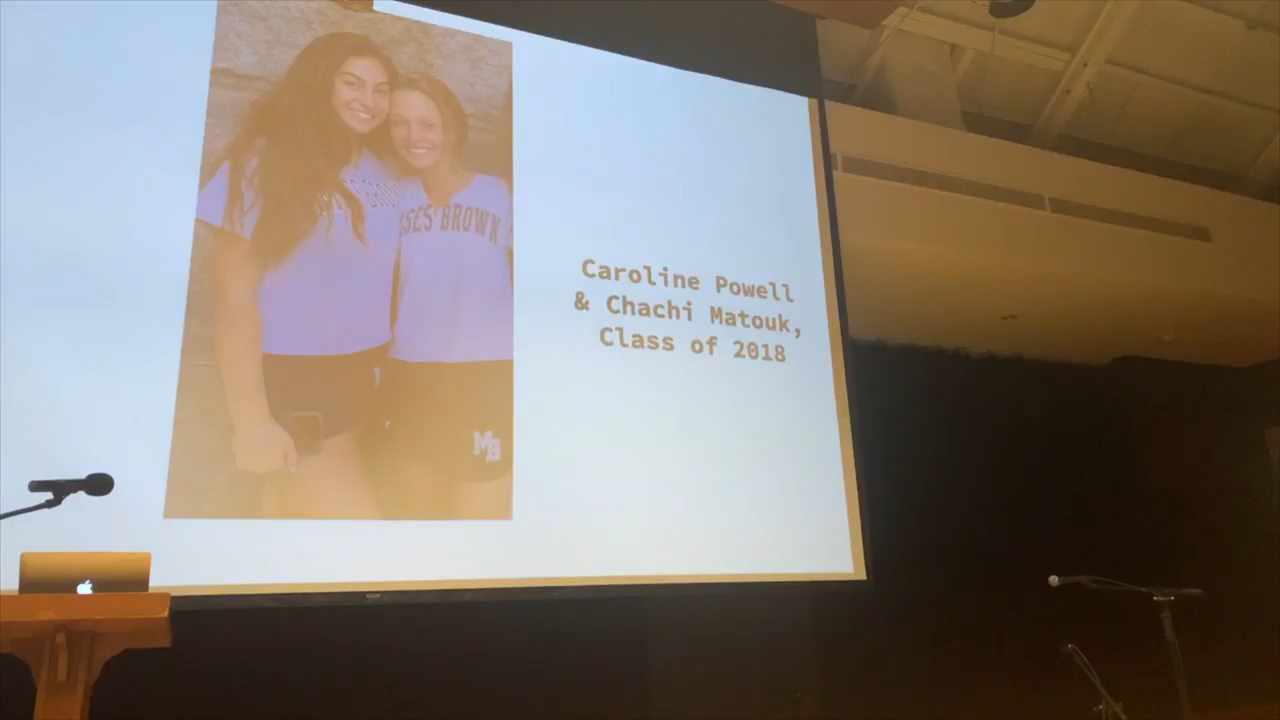 SES BROWN
MB
Caroline Powell
& Chachi Matouk,
Class of 2018